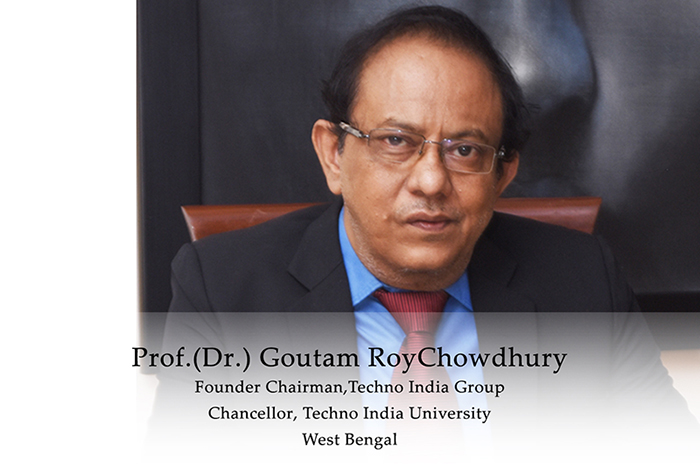 Prof.(Dr.) Goutam RoyChowdhury
Founder Chairman,Techno India Group
Chancellor, Techno India University
West Bengal